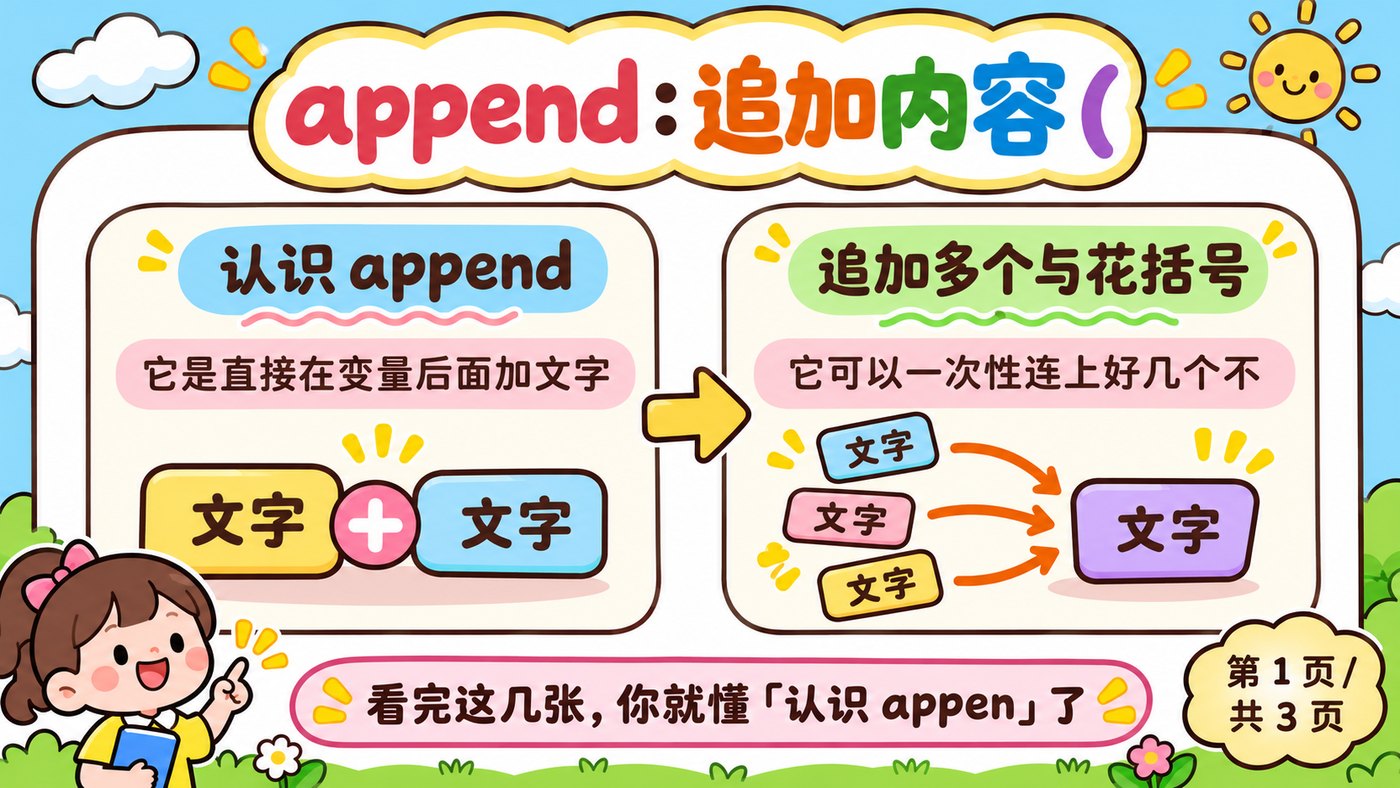 append：追加内容（
认识 append
它是直接在变量后面加文字
文字 + 文字
追加多个与花括号
它可以一次性连上好几个不
文字
文字
文字
文字
看完这几张，你就懂「认识 appen」了
第 1 页/
共 3 页